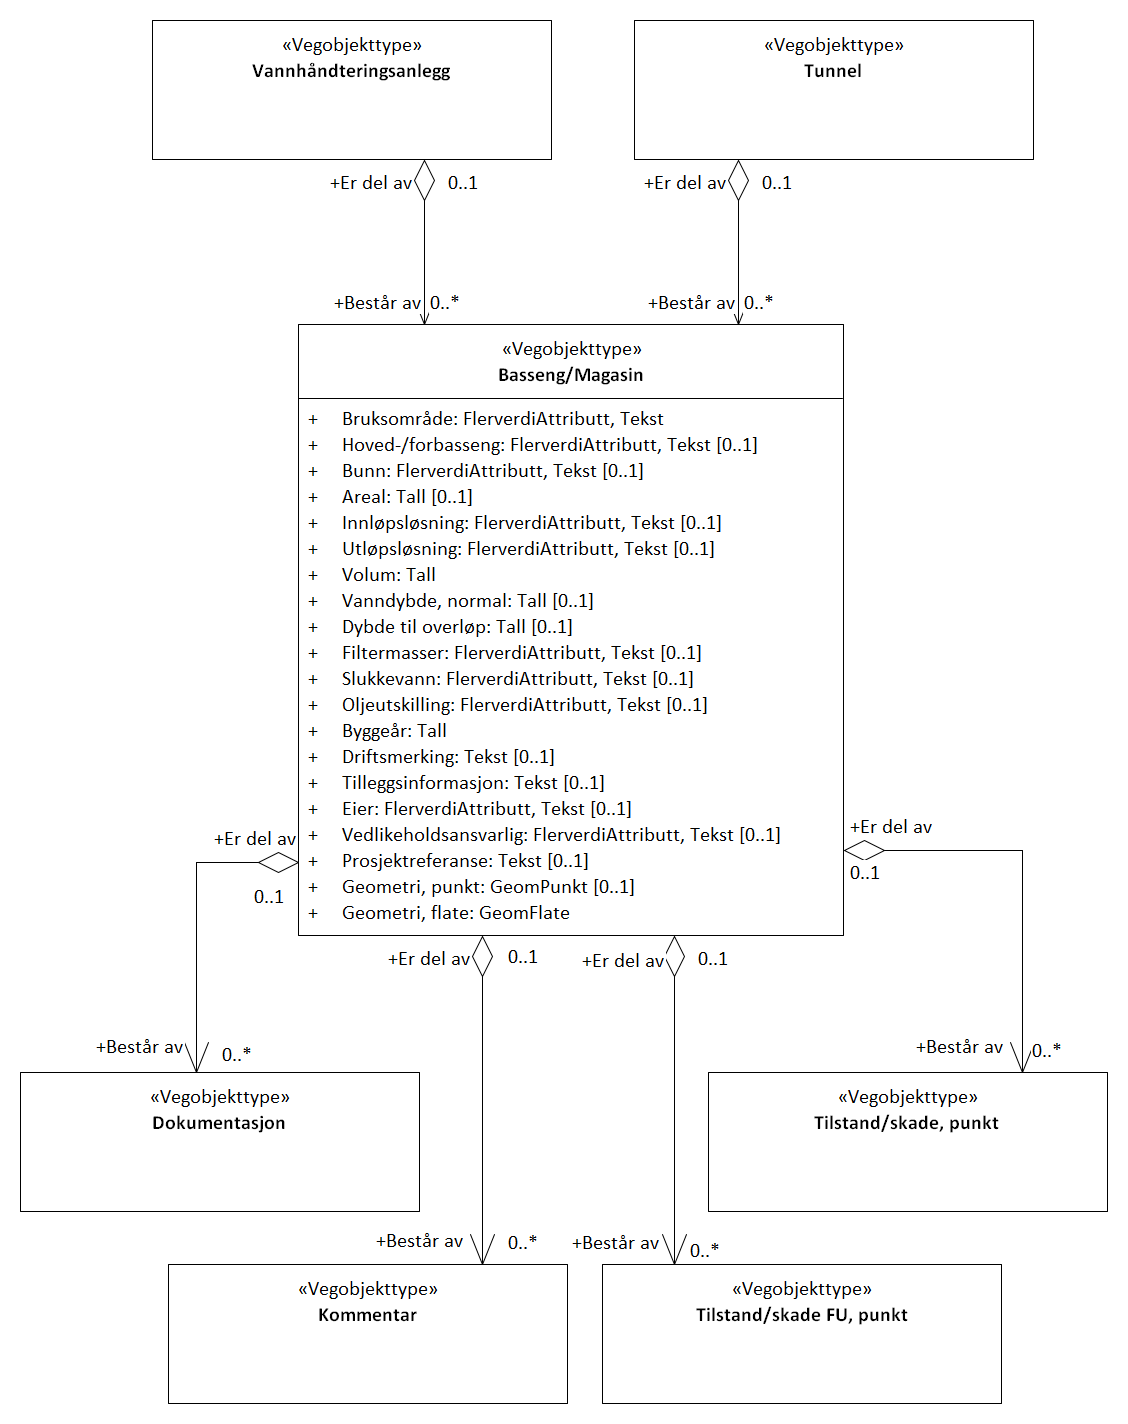 «Vegobjekttype»
Vannhåndteringsanlegg
«Vegobjekttype»
Tunnel
+Er del av
0..1
+Er del av
0..1
+Består av
0..*
+Består av
0..*
«Vegobjekttype»
Basseng/Magasin
+ Bruksområde: FlerverdiAttributt, Tekst
+ Hoved-/forbasseng: FlerverdiAttributt, Tekst [0..1]
+ Bunn: FlerverdiAttributt, Tekst [0..1]
+ Areal: Tall [0..1]
+ Innløpsløsning: FlerverdiAttributt, Tekst [0..1]
+ Utløpsløsning: FlerverdiAttributt, Tekst [0..1]
+ Volum: Tall
+ Vanndybde, normal: Tall [0..1]
+ Dybde til overløp: Tall [0..1]
+ Filtermasser: FlerverdiAttributt, Tekst [0..1]
+ Slukkevann: FlerverdiAttributt, Tekst [0..1]
+ Oljeutskilling: FlerverdiAttributt, Tekst [0..1]
+ Byggeår: Tall
+ Driftsmerking: Tekst [0..1]
+ Tilleggsinformasjon: Tekst [0..1]
+ Eier: FlerverdiAttributt, Tekst [0..1]
+ Vedlikeholdsansvarlig: FlerverdiAttributt, Tekst [0..1]
+ Prosjektreferanse: Tekst [0..1]
+ Geometri, punkt: GeomPunkt [0..1]
+ Geometri, flate: GeomFlate
+Er del av
0..1
+Er del av
0..1
+Er del av
0..1
+Er del av
0..1
+Består av
0..*
+Består av
0..*
«Vegobjekttype»
Dokumentasjon
«Vegobjekttype»
Tilstand/skade, punkt
+Består av
0..*
+Består av
0..*
«Vegobjekttype»
Kommentar
«Vegobjekttype»
Tilstand/skade FU, punkt